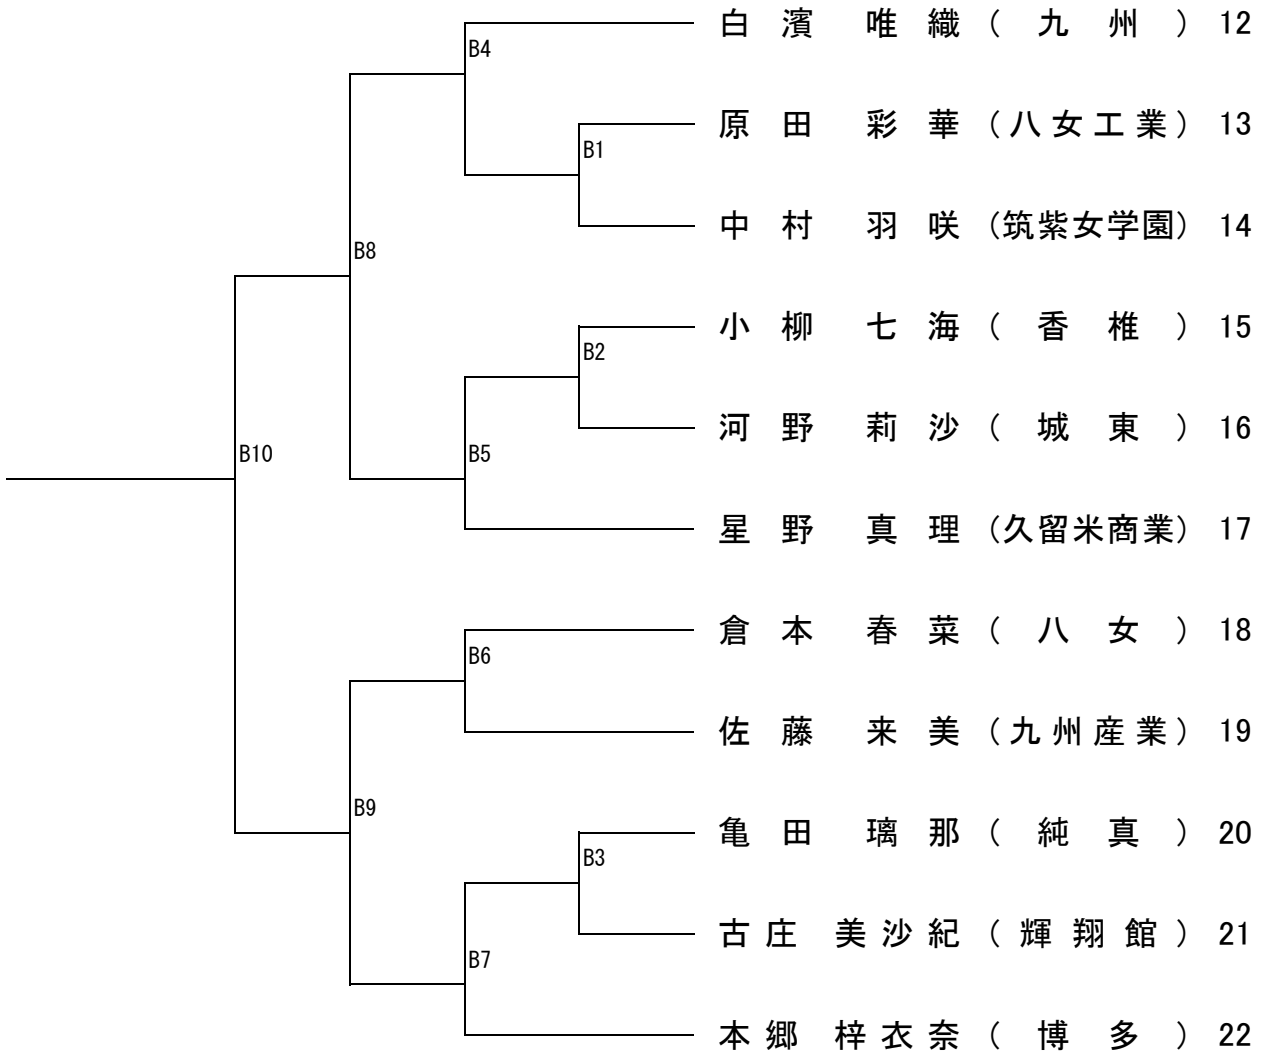 白濱 唯織（九州）12
B4
原田 彩華（八女工業）13
B1
中村 羽咲（筑紫女学園）14
B8
小柳 七海（香椎）15
B2
河野 莉沙（城東）16
B10
B5
星野 真理（久留米商業）17
倉本 春菜（八女）18
B6
佐藤 来美（九州産業）19
B9
亀田 璃那（純真）20
B3
古庄 美沙紀（輝翔館）21
B7
本郷 梓衣奈（博多）22